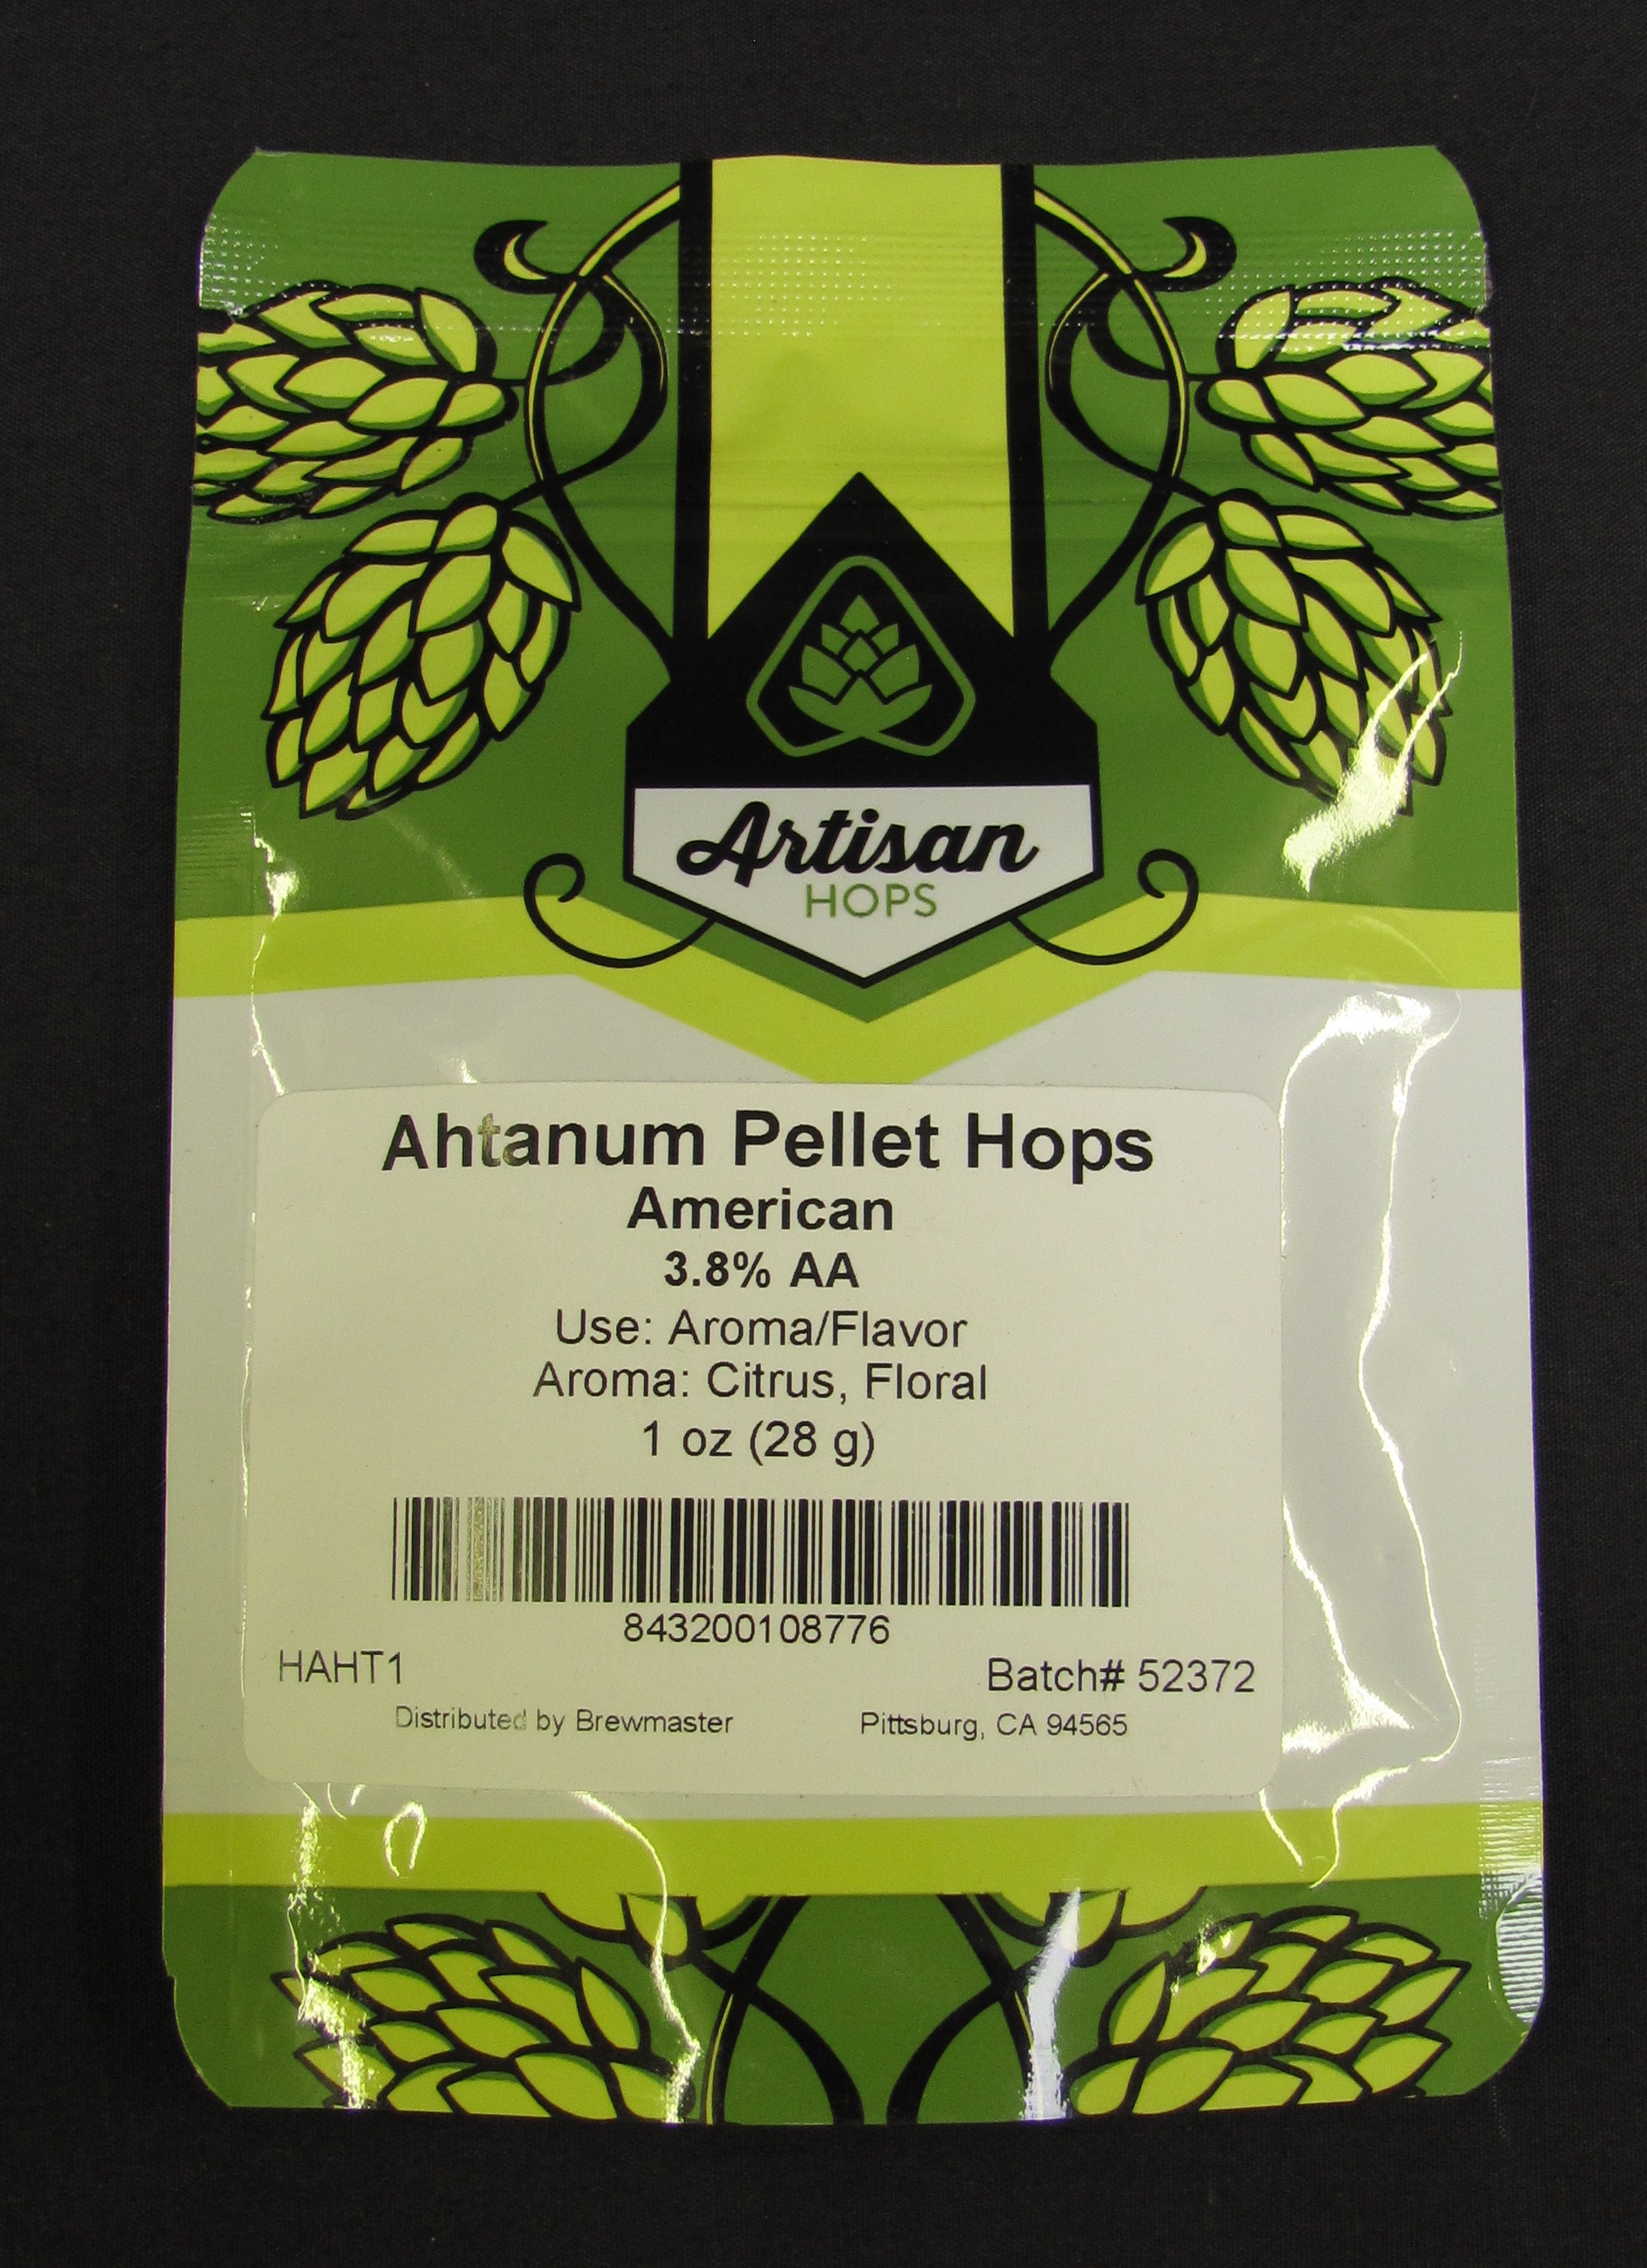 Artisan
HOPS
Ahtanum Pellet Hops
American
3.8% AA
Use: Aroma/Flavor
Aroma: Citrus, Floral
1 oz (28 g)
843200108776
HAHT1 Batch# 52372
Distributed by Brewmaster Pittsburg, CA 94565